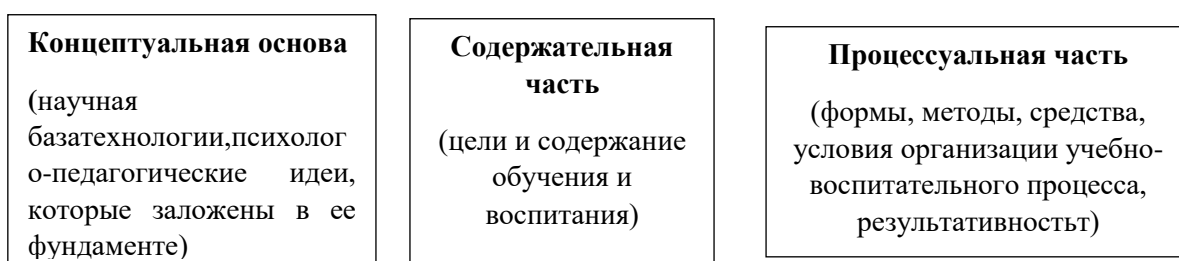 Концептуальная основа
(научная
базатехнологии,психолог
о-педагогические идеи,
которые заложены в ее
фундаменте)
Содержательная
часть
(цели и содержание
обучения и
воспитания)
Процессуальная часть
(формы, методы, средства,
условия организации учебно-
воспитательного процесса,
результативностьт)